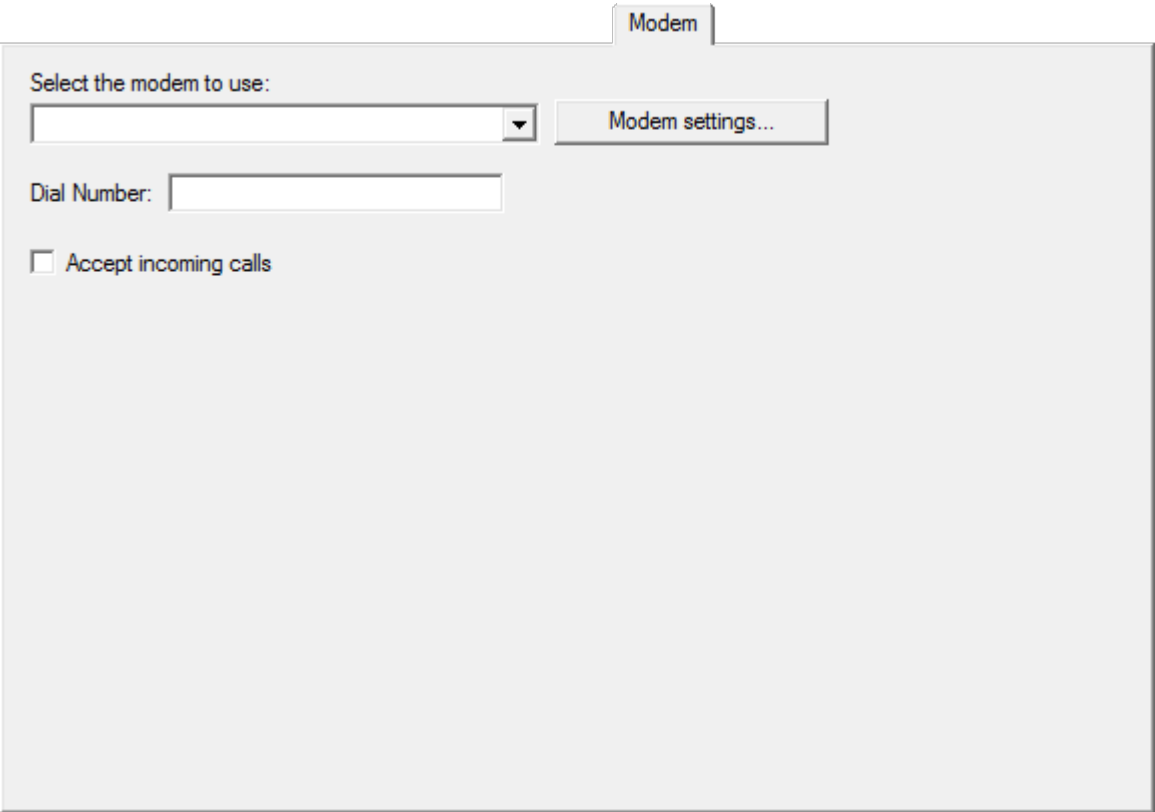 Modem
Select the modem to use:
Modem settings...
Dial Number:
Accept incoming calls